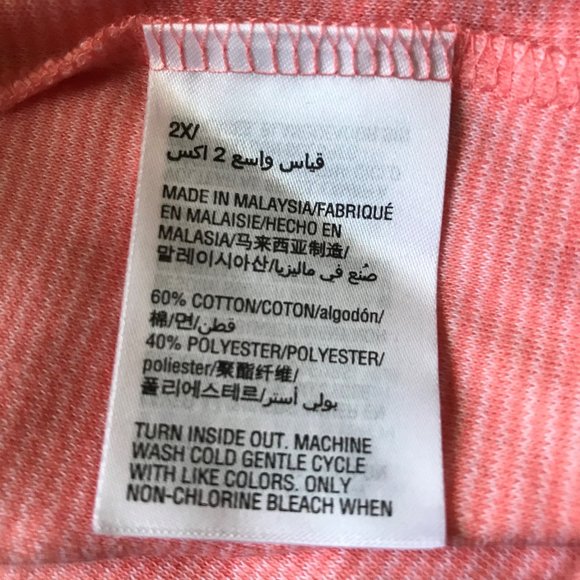 2X/
قياس واسع 2 اكس
MADE IN MALAYSIA/FABRIQUÉ
EN MALAISIE/HECHO EN
MALASIA/马来西亚制造/
말레이시아산/صُنع في ماليزيا
60% COTTON/COTON/algodón/
棉/면/قطن
40% POLYESTER/POLYESTER/
poliester/聚酯纤维/
폴리에스테르/بولي أستر
TURN INSIDE OUT. MACHINE
WASH COLD GENTLE CYCLE
WITH LIKE COLORS. ONLY
NON-CHLORINE BLEACH WHEN